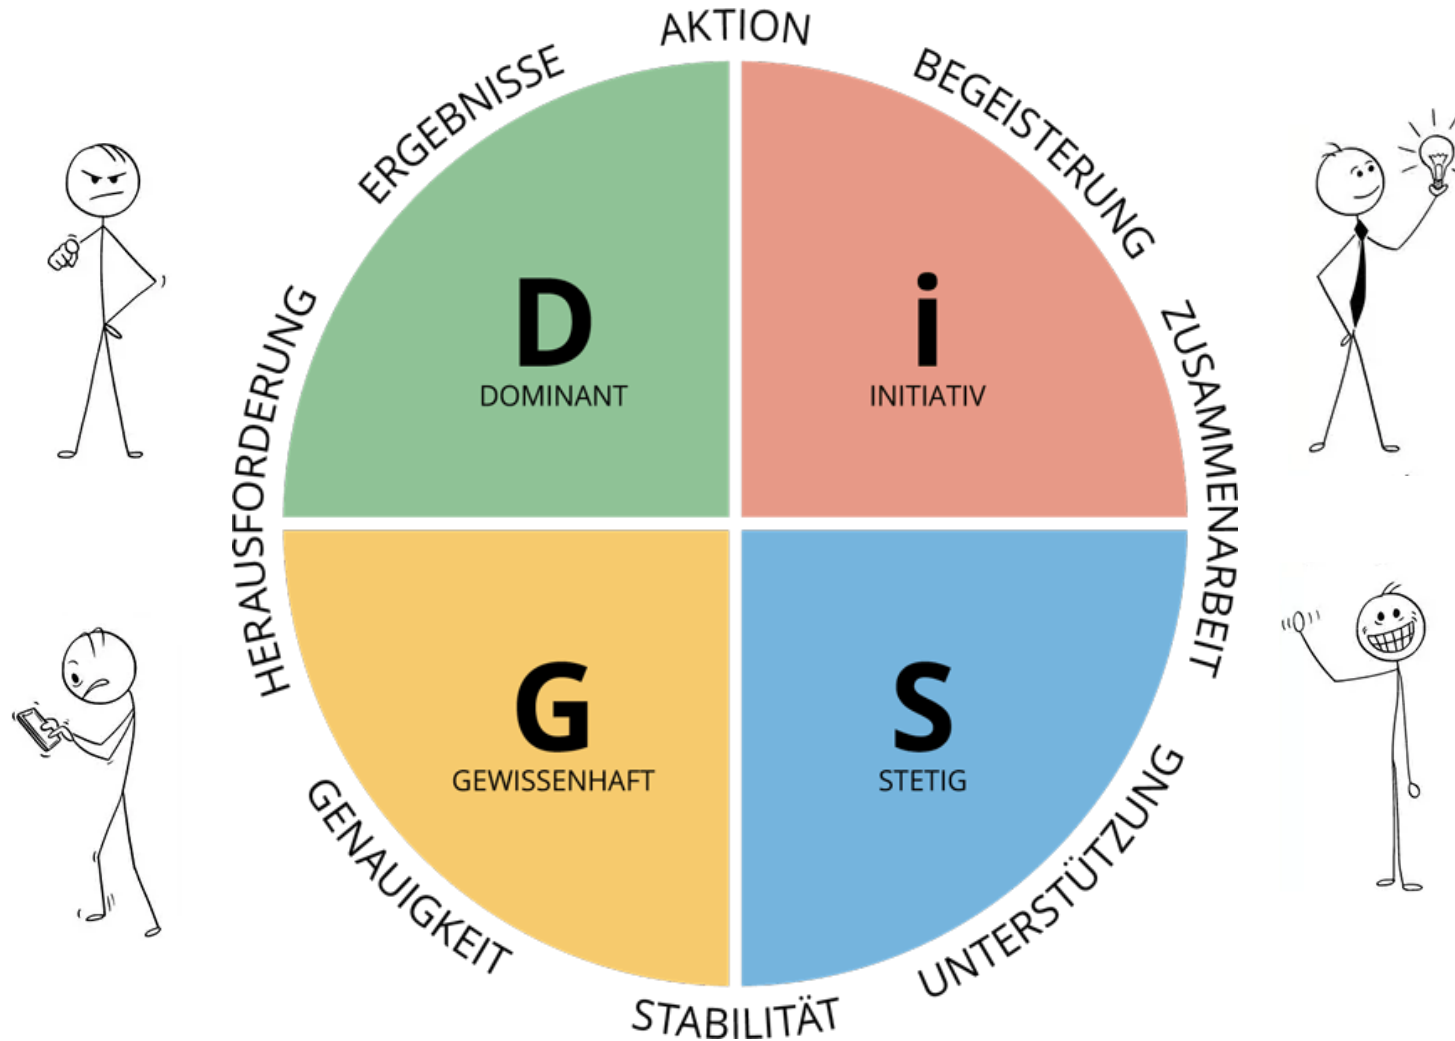 AKTION
ERGEBNISSE
BEGEISTERUNG
HERAUSFORDERUNG
ZUSAMMENARBEIT
D
DOMINANT
i
INITIATIV
G
GEWISSENHAFT
S
STETIG
GENAUIGKEIT
UNTERSTÜTZUNG
STABILITÄT